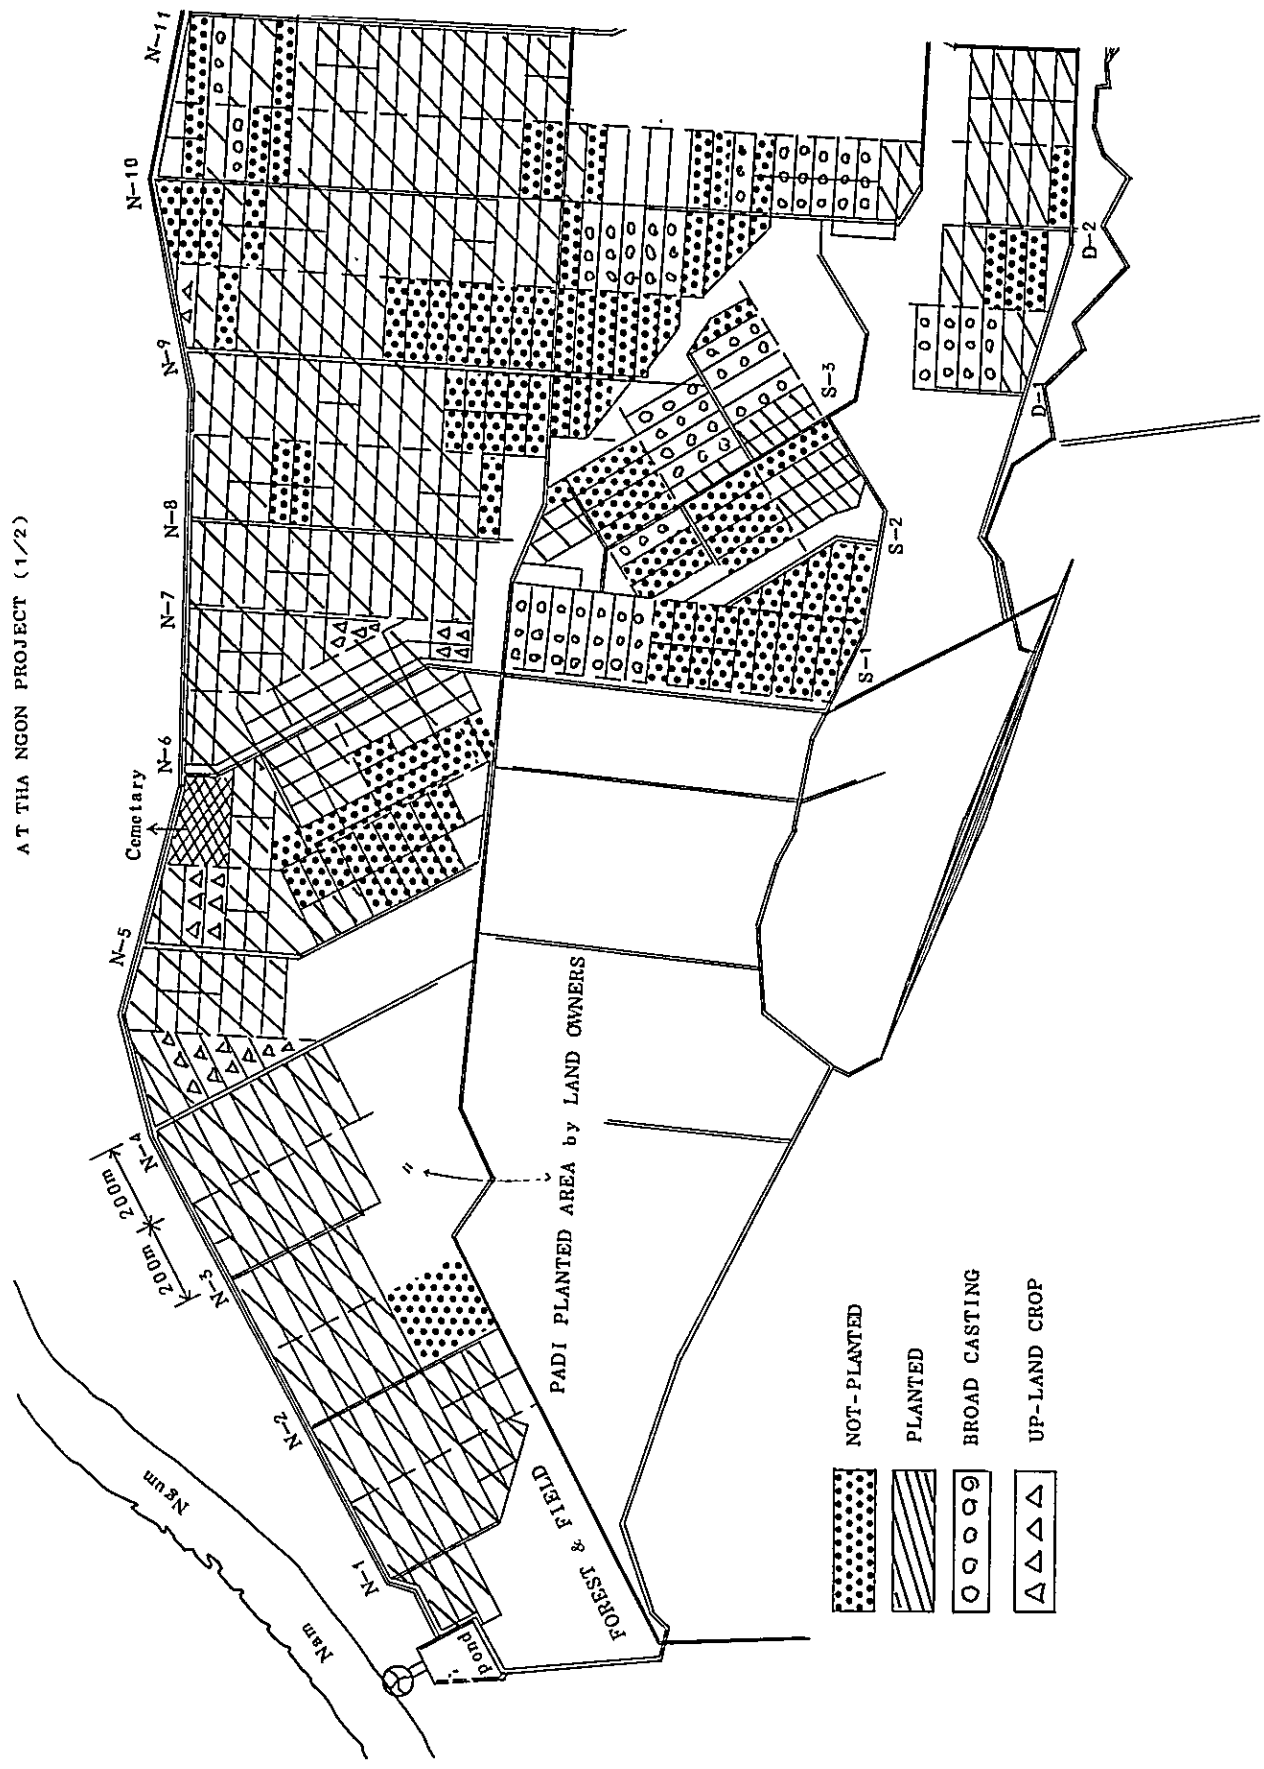 AT THA NGON PROJECT (1/2)
N-11
N-10
N-9
N-8
N-7
N-6
Cemetary
N-5
N-4
200m
200m
N-3
N-2
N-1
Ngum
Nam
pond
FOREST & FIELD
PADI PLANTED AREA by LAND OWNERS
"
S-1
S-2
S-3
D-1
D-2
NOT-PLANTED
PLANTED
BROAD CASTING
UP-LAND CROP